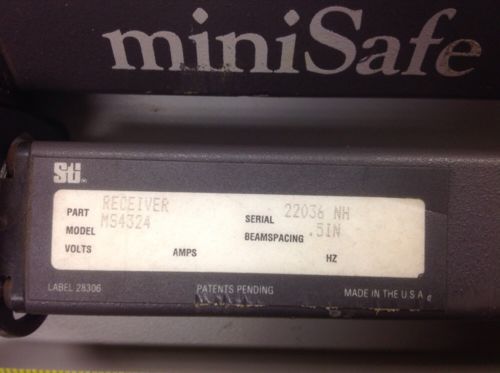 miniSafe
Sti
PART RECEIVER SERIAL 22036 NH
MODEL MS4324 BEAMSPACING .5IN
VOLTS AMPS HZ
LABEL 28306 PATENTS PENDING MADE IN THE U.S.A